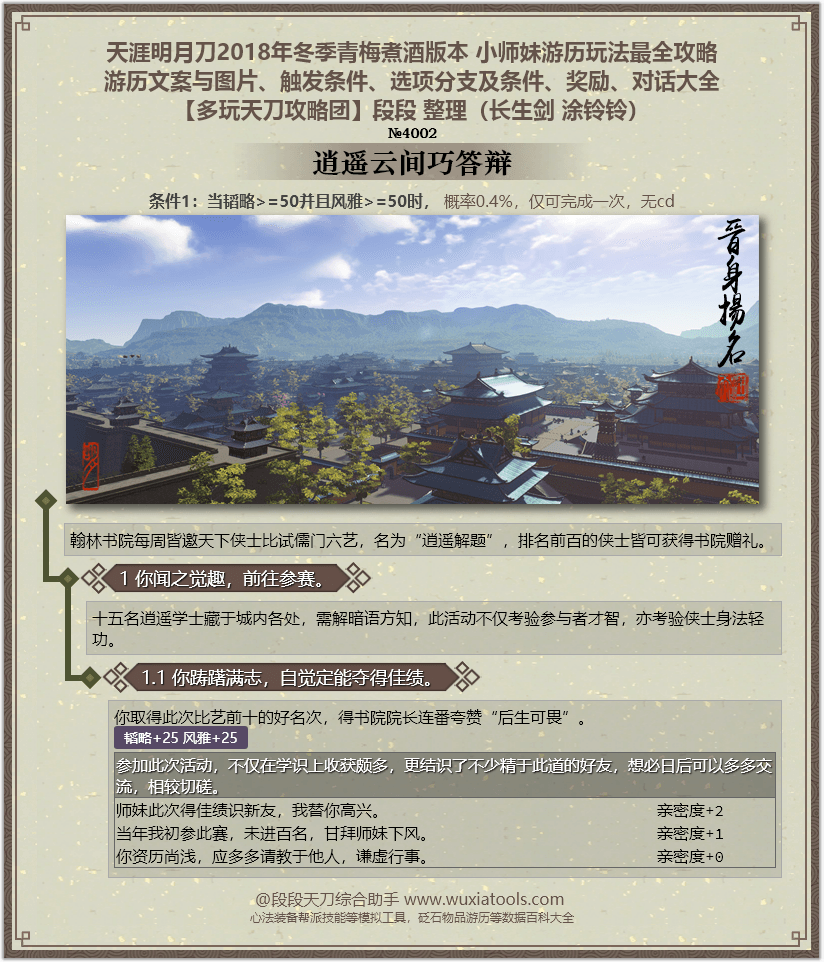 天涯明月刀2018年冬季青梅煮酒版本 小师妹游历玩法最全攻略
游历文案与图片、触发条件、选项分支及条件、奖励、对话大全
【多玩天刀攻略团】段段 整理（长生剑 涂铃铃）
№4002
逍遥云间巧答辩
条件1：当韬略>=50并且风雅>=50时， 概率0.4%，仅可完成一次，无cd
晋身揚名
翰林书院每周皆邀天下侠士比试儒门六艺，名为“逍遥解题”，排名前百的侠士皆可获得书院赠礼。
1 你闻之觉趣，前往参赛。
十五名逍遥学士藏于城内各处，需解暗语方知，此活动不仅考验参与者才智，亦考验侠士身法轻
功。
1.1 你踌躇满志，自觉定能夺得佳绩。
你取得此次比艺前十的好名次，得书院院长连番夸赞“后生可畏”。
韬略+25 风雅+25
参加此次活动，不仅在学识上收获颇多，更结识了不少精于此道的好友，想必日后可以多多交
流，相较切磋。
师妹此次得佳绩识新友，我替你高兴。 亲密度+2
当年我初参此赛，未进百名，甘拜师妹下风。 亲密度+1
你资历尚浅，应多多请教于他人，谦虚行事。 亲密度+0
@段段天刀综合助手 www.wuxiatools.com
心法装备帮派技能等模拟工具，砭石物品游历等数据百科大全